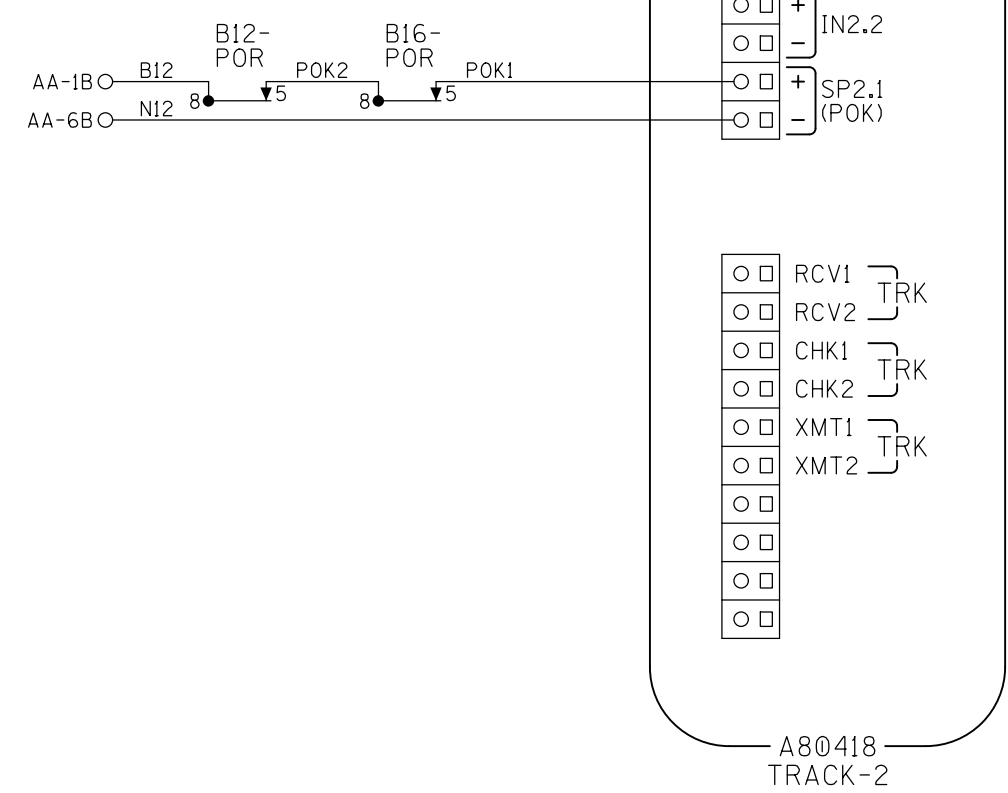 +
IN2.2
−
B12-
POR
B16-
POR
AA-1B B12 POK2 POK1
8 5 8 5
+
SP2.1
(POK)
−
AA-6B N12
RCV1
TRK
RCV2
CHK1
TRK
CHK2
XMT1
TRK
XMT2
A80418
TRACK-2